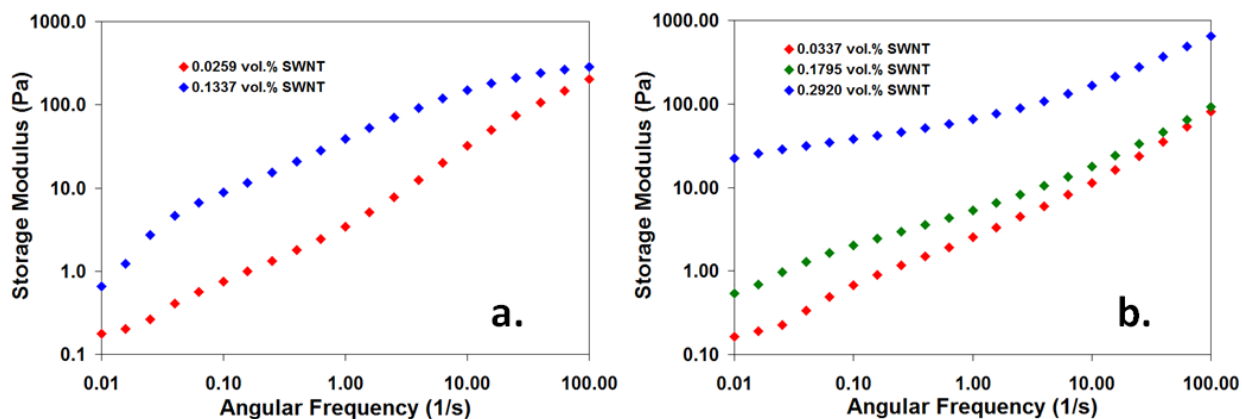 1000.0
100.0
10.0
1.0
0.1
Storage Modulus (Pa)
0.0259 vol.% SWNT
0.1337 vol.% SWNT
a.
0.01 0.10 1.00 10.00 100.00
Angular Frequency (1/s)
1000.00
100.00
10.00
1.00
0.10
Storage Modulus (Pa)
0.0337 vol.% SWNT
0.1795 vol.% SWNT
0.2920 vol.% SWNT
b.
0.01 0.10 1.00 10.00 100.00
Angular Frequency (1/s)